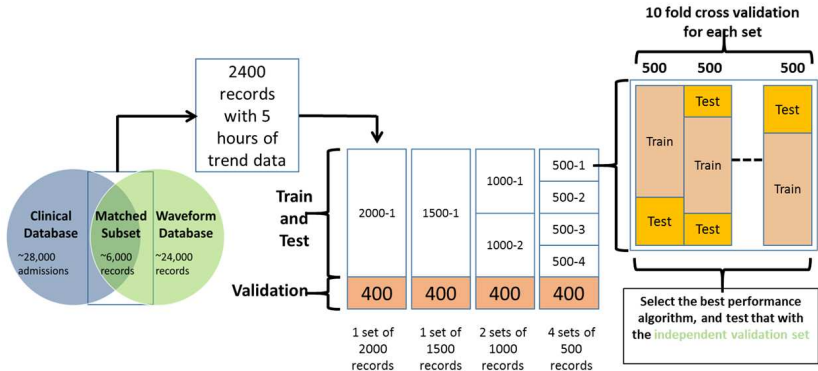 10 fold cross validation
for each set
500
500
500
2400
records
with 5
hours of
trend data
Test
Train
Test
Train
Test
Test
Train
Test
Clinical
Database
~28,000
admissions
Matched
Subset
~6,000
records
Waveform
Database
~24,000
records
Train
and
Test
Validation
2000-1
1500-1
1000-1
1000-2
500-1
500-2
500-3
500-4
400
400
400
400
1 set of
2000
records
1 set of
1500
records
2 sets of
1000
records
4 sets of
500
records
Select the best performance
algorithm, and test that with
the independent validation set